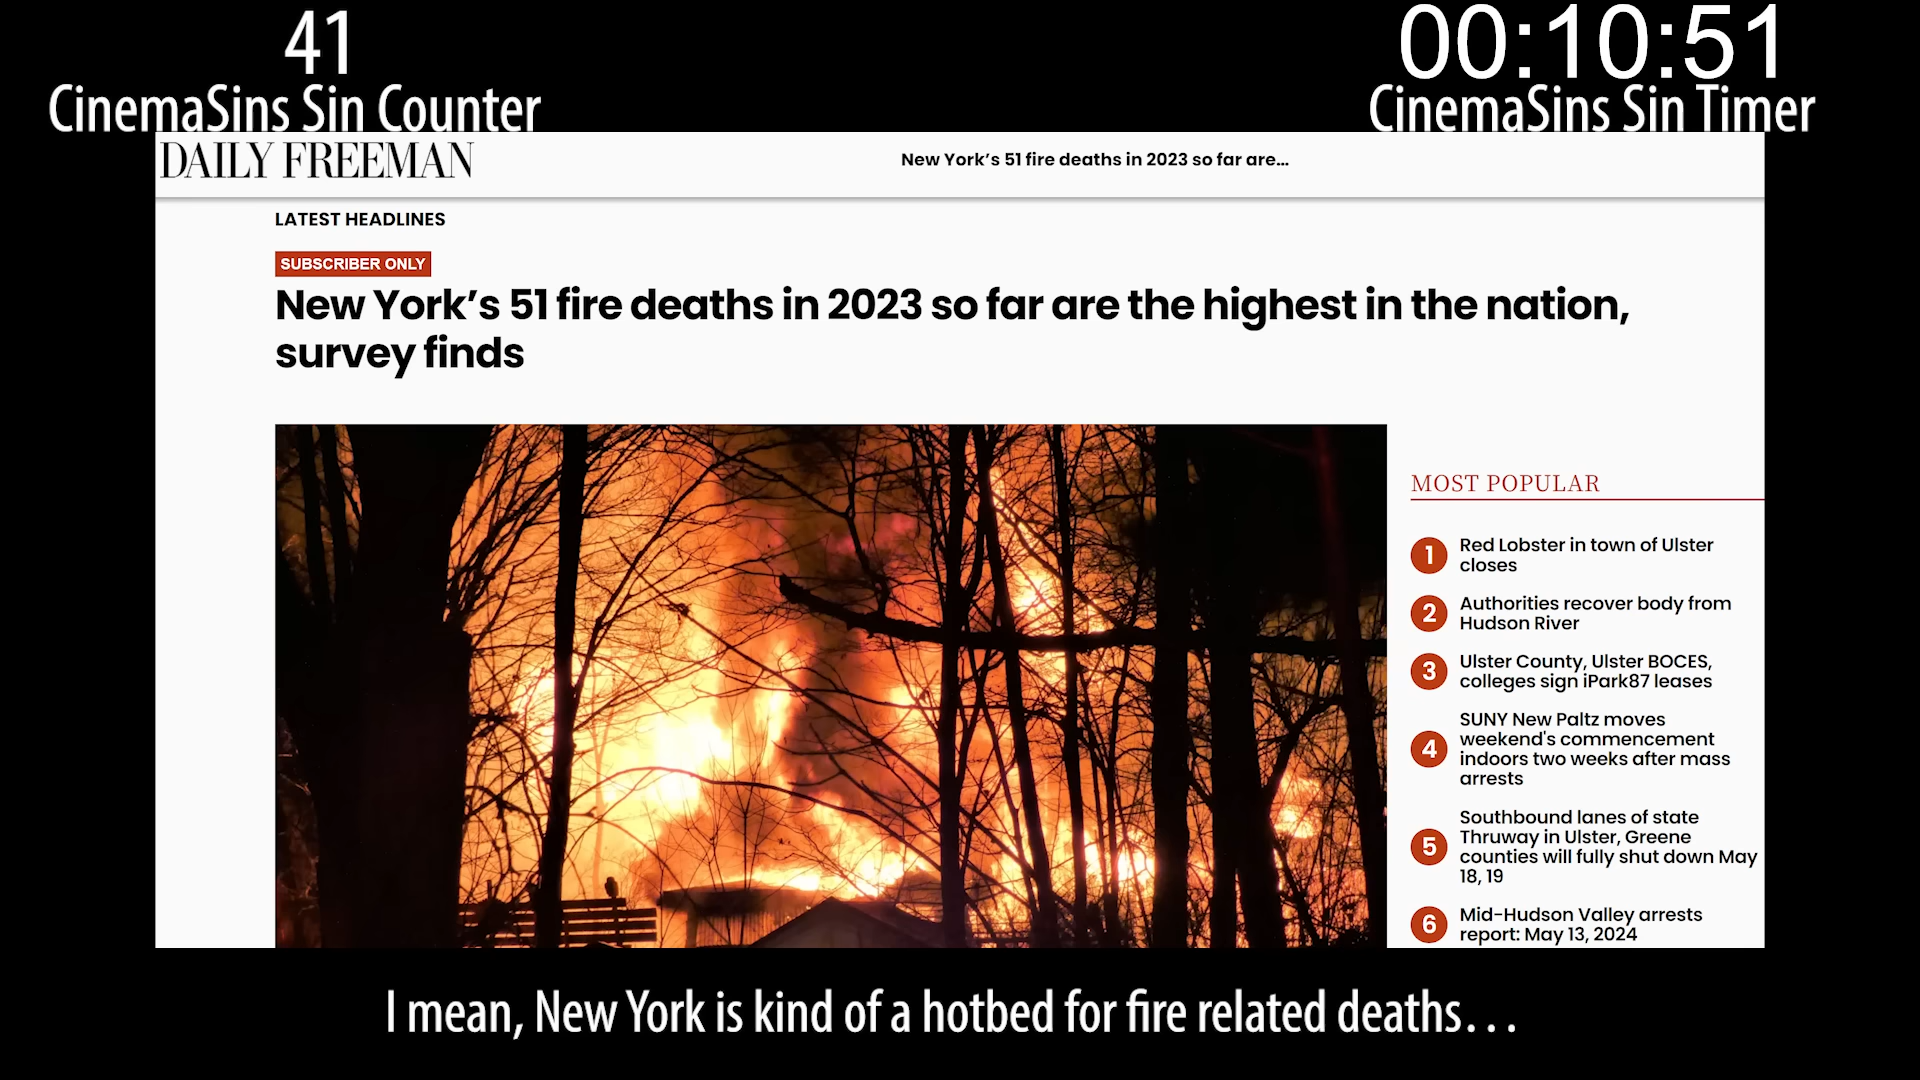 41
CinemaSins Sin Counter
00:10:51
CinemaSins Sin Timer
DAILY FREEMAN
New York’s 51 fire deaths in 2023 so far are...
LATEST HEADLINES
SUBSCRIBER ONLY
New York’s 51 fire deaths in 2023 so far are the highest in the nation,
survey finds
MOST POPULAR
1 Red Lobster in town of Ulster
closes
2 Authorities recover body from
Hudson River
3 Ulster County, Ulster BOCES,
colleges sign iPark87 leases
4 SUNY New Paltz moves
weekend's commencement
indoors two weeks after mass
arrests
5 Southbound lanes of state
Thruway in Ulster, Greene
counties will fully shut down May
18, 19
6 Mid-Hudson Valley arrests
report: May 13, 2024
I mean, New York is kind of a hotbed for fire related deaths...